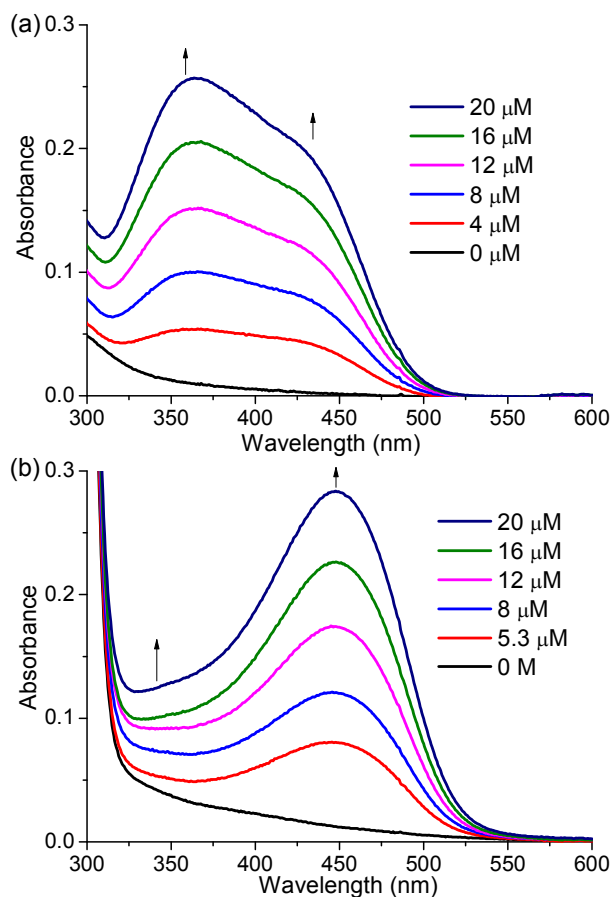 (a)
0.3
0.2
0.1
0.0
Absorbance
20 μM
16 μM
12 μM
8 μM
4 μM
0 μM
300 350 400 450 500 550 600
Wavelength (nm)
(b)
0.3
0.2
0.1
0.0
Absorbance
20 μM
16 μM
12 μM
8 μM
5.3 μM
0 M
300 350 400 450 500 550 600
Wavelength (nm)